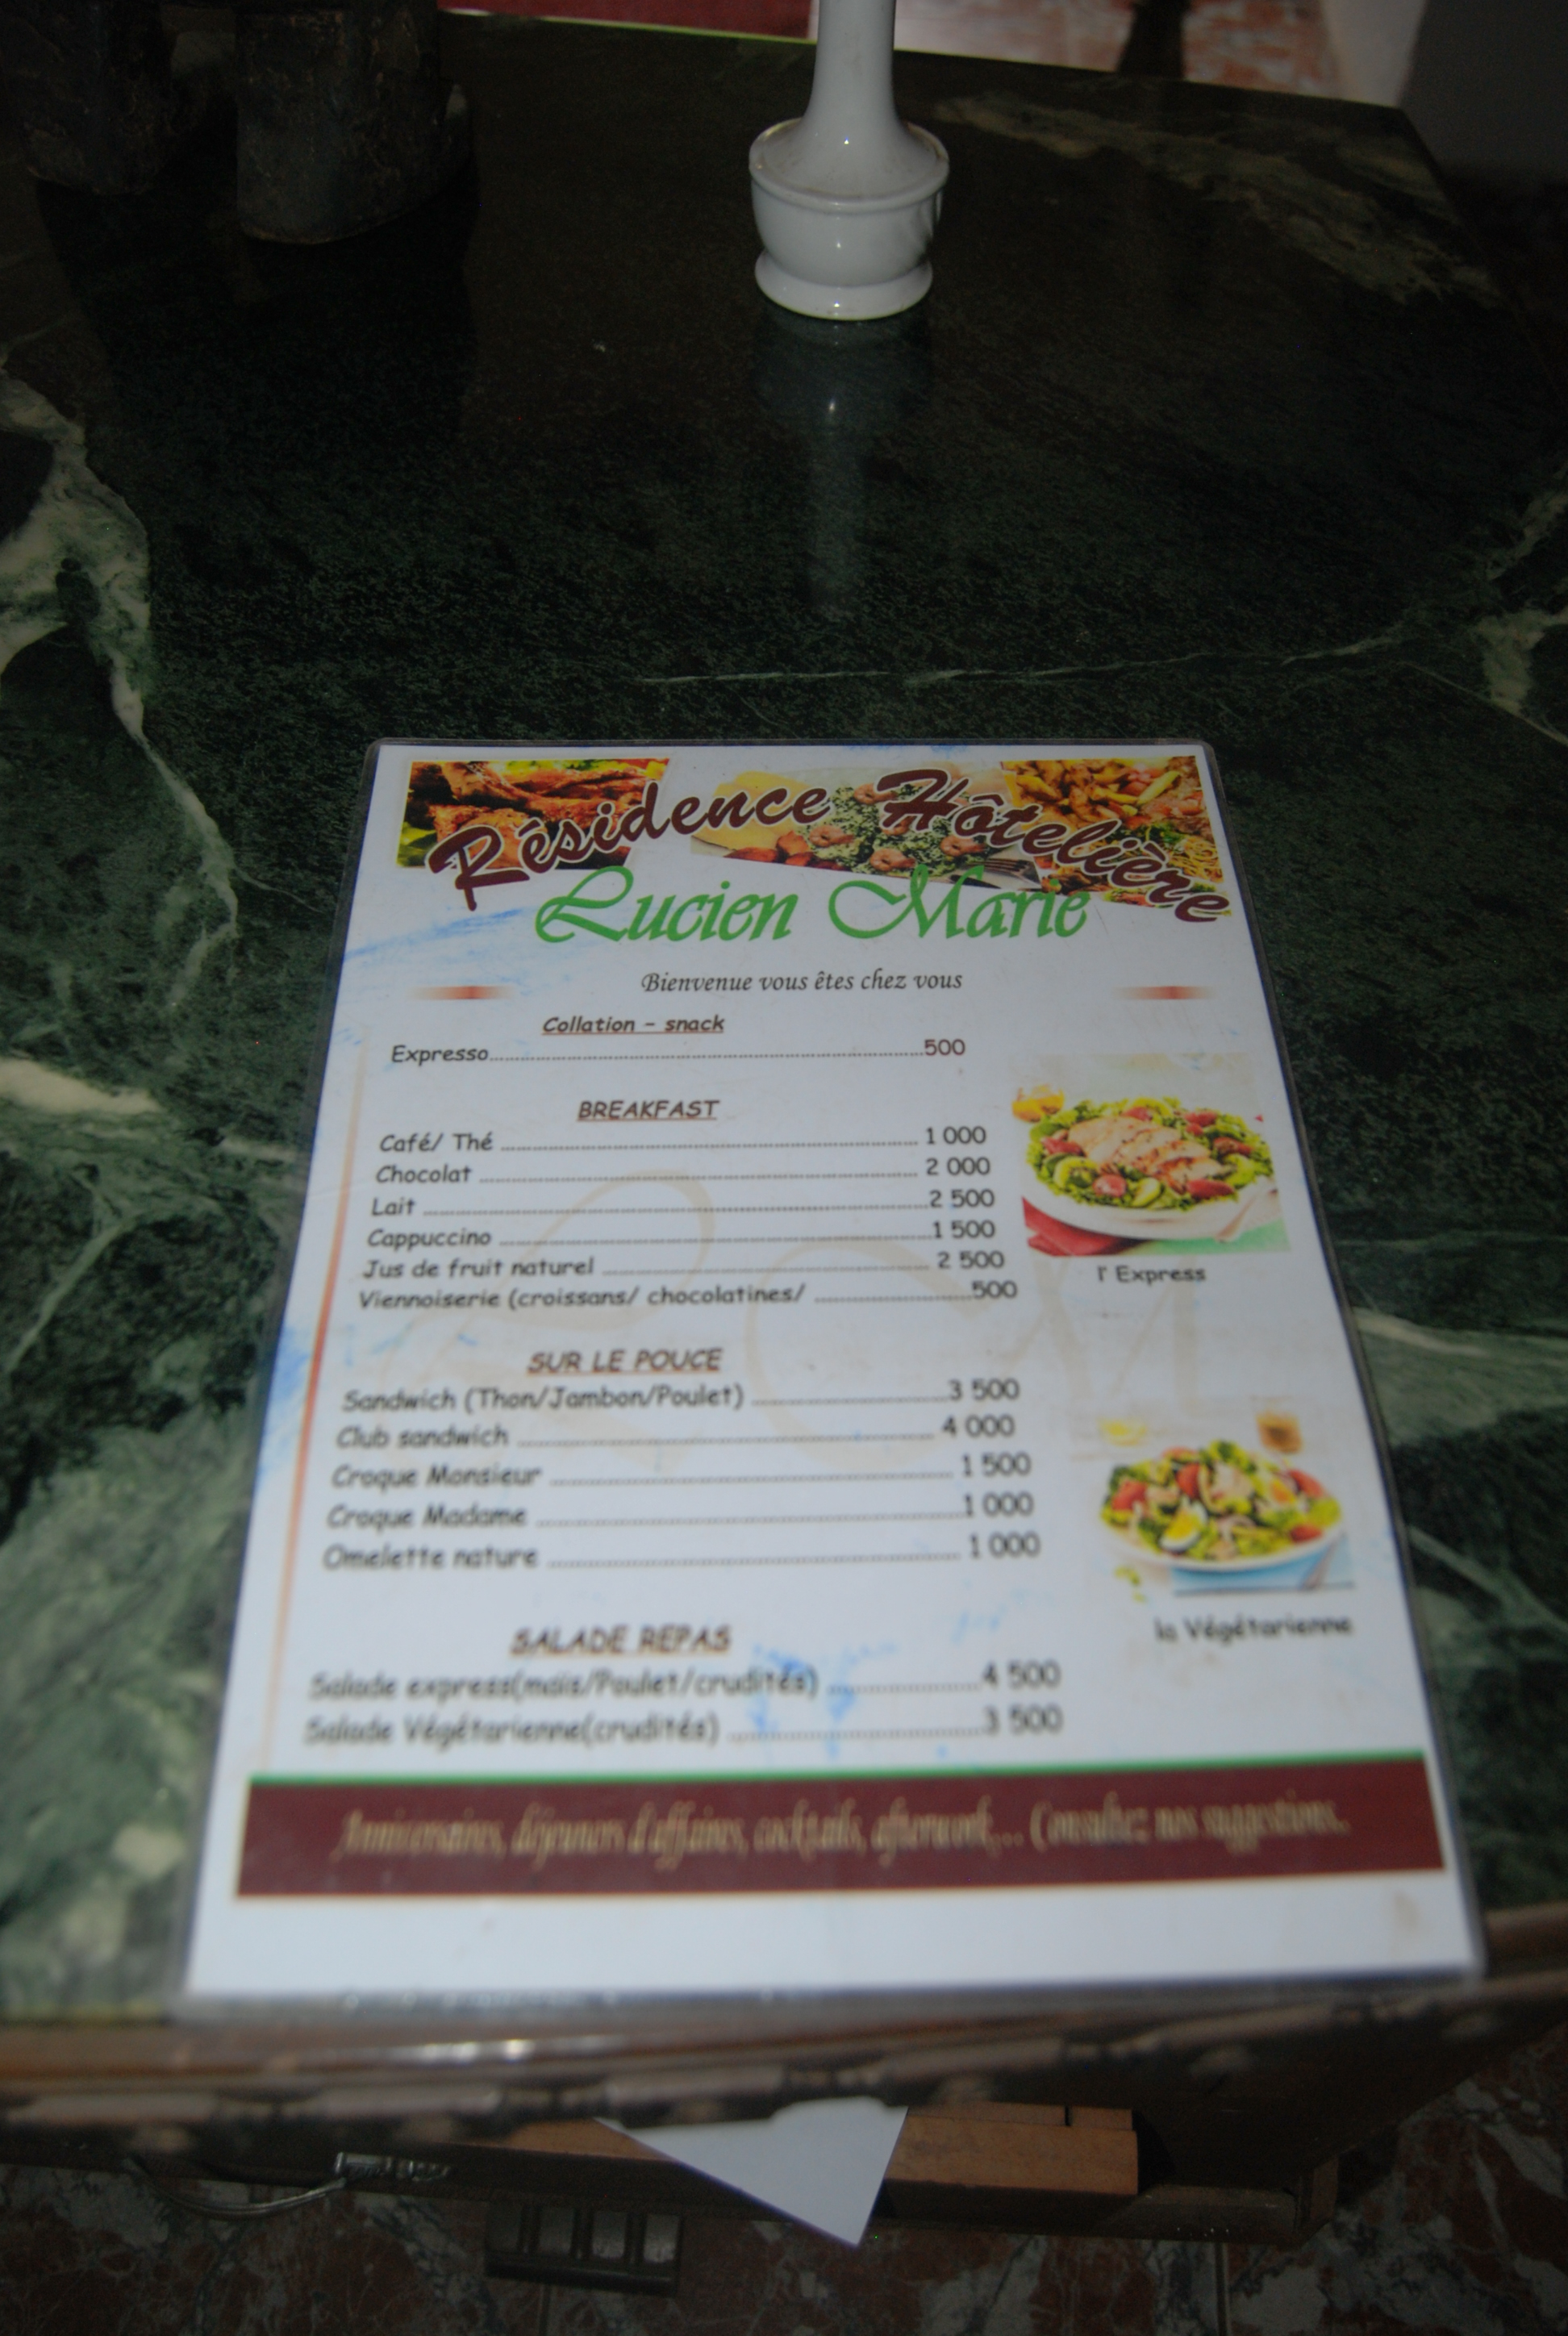 Résidence Hôtelière
Lucien Marie
Bienvenue vous êtes chez vous
Collation - snack
Expresso................500
BREAKFAST
Café/ Thé ................ 1 000
Chocolat ................ 2 000
Lait ................2 500
Cappuccino ................1 500
Jus de fruit naturel ................ 2 500
Viennoiserie (croissans/ chocolatines/ ................500
l' Express
SUR LE POUCE
Sandwich (Thon/Jambon/Poulet) ................3 500
Club sandwich ................ 4 000
Croque Monsieur ................ 1 500
Croque Madame ................1 000
Omelette nature ................ 1 000
la Végétarienne
SALADE REPAS
Salade express(maïs/Poulet/crudités) ................4 500
Salade Végétarienne(crudités) ................3 500
Anniversaires, déjeuners d'affaires, cocktails, afterwork,... Consultez nos suggestions.